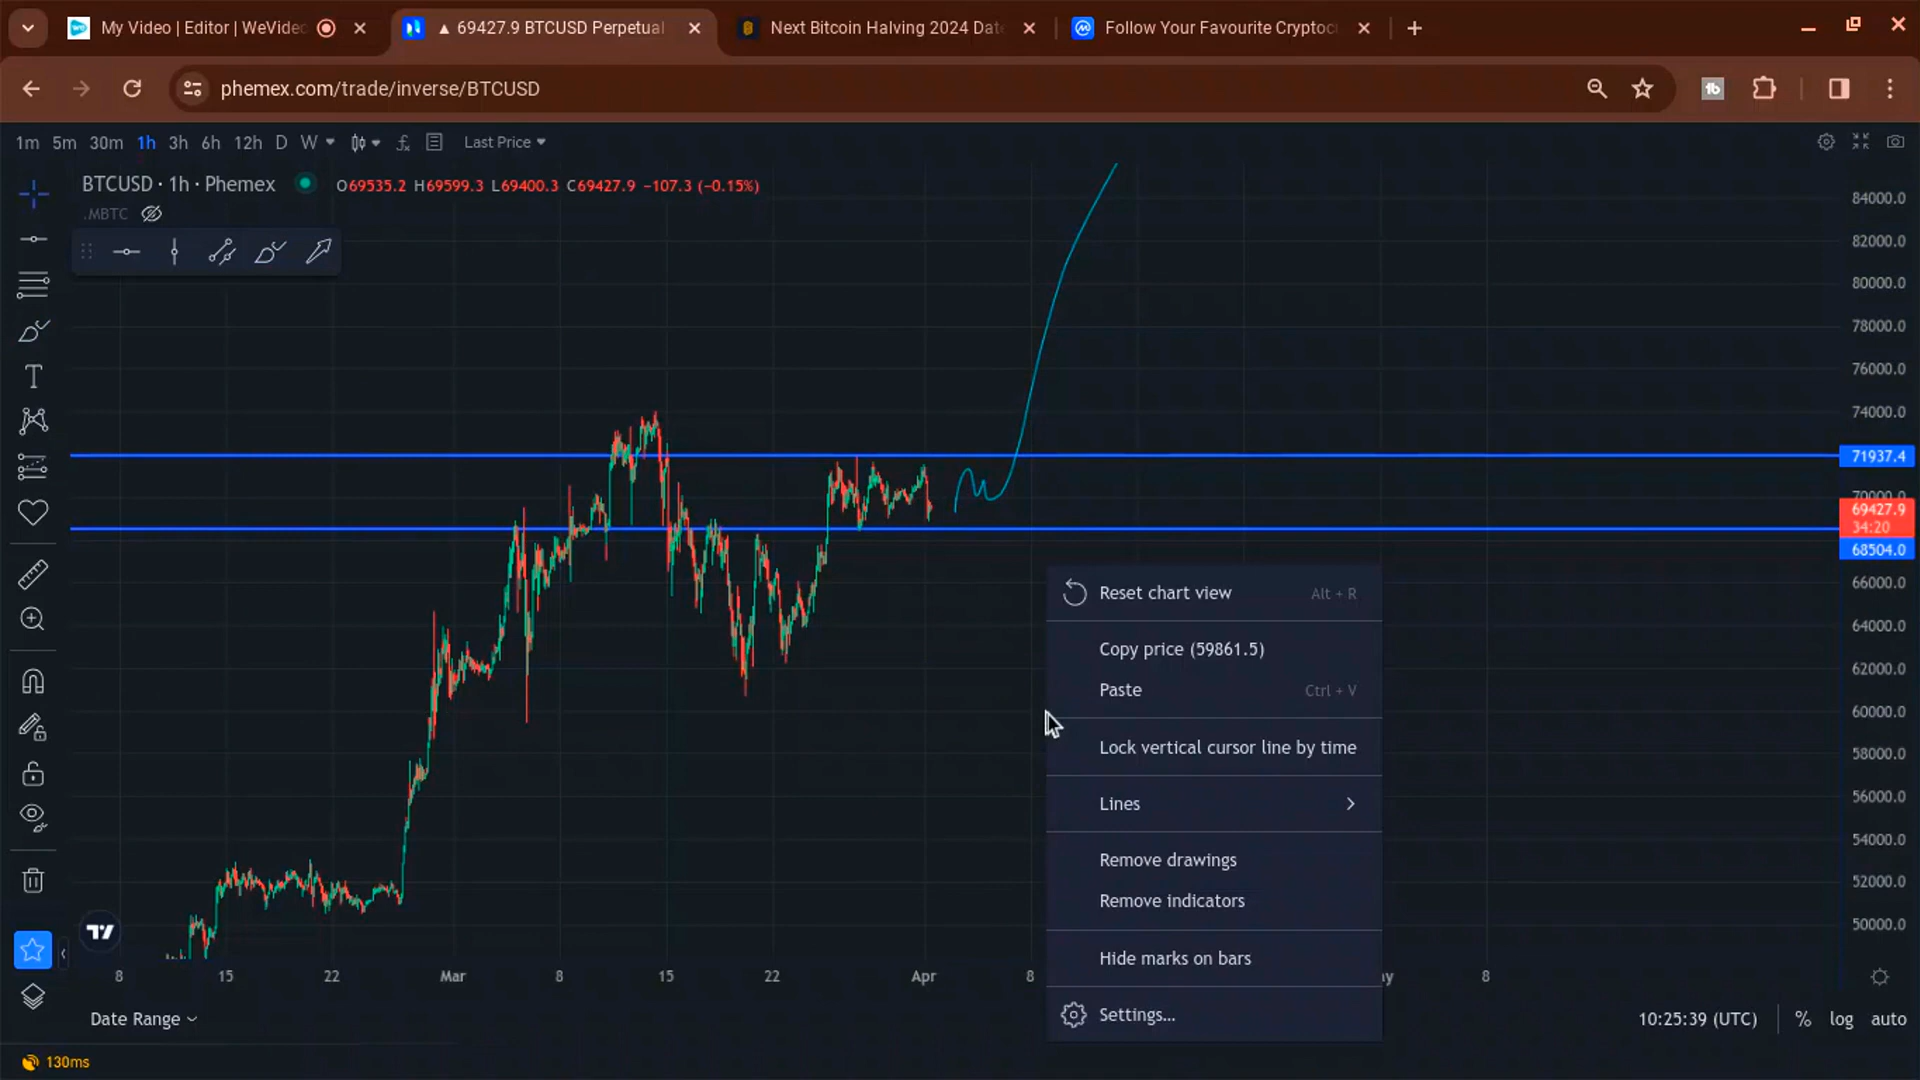 My Video | Editor | WeVideo
▲ 69427.9 BTCUSD Perpetual
Next Bitcoin Halving 2024 Date
Follow Your Favourite Cryptoc
phemex.com/trade/inverse/BTCUSD
1m 5m 30m 1h 3h 6h 12h D W Last Price
BTCUSD · 1h · Phemex O69535.2 H69599.3 L69400.3 C69427.9 −107.3 (−0.15%)
.MBTC
84000.0
82000.0
80000.0
78000.0
76000.0
74000.0
71937.4
70000.0
69427.9
34:20
68504.0
66000.0
64000.0
62000.0
60000.0
58000.0
56000.0
54000.0
52000.0
50000.0
Reset chart view Alt + R
Copy price (59861.5)
Paste Ctrl + V
Lock vertical cursor line by time
Lines
Remove drawings
Remove indicators
Hide marks on bars
Settings...
8 15 22 Mar 8 15 22 Apr 8 ay 8
Date Range
10:25:39 (UTC) % log auto
130ms